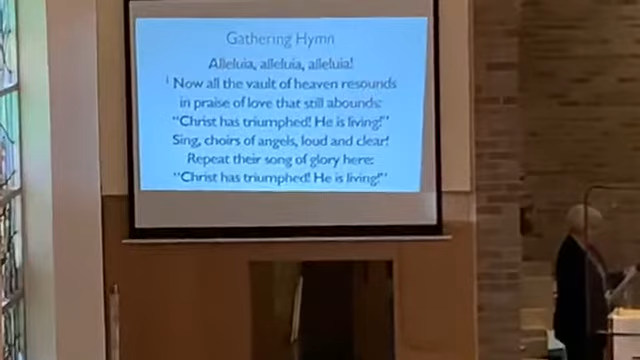 Gathering Hymn
Alleluia, alleluia, alleluia!
1 Now all the vault of heaven resounds
in praise of love that still abounds:
"Christ has triumphed! He is living!"
Sing, choirs of angels, loud and clear!
Repeat their song of glory here:
"Christ has triumphed! He is living!"